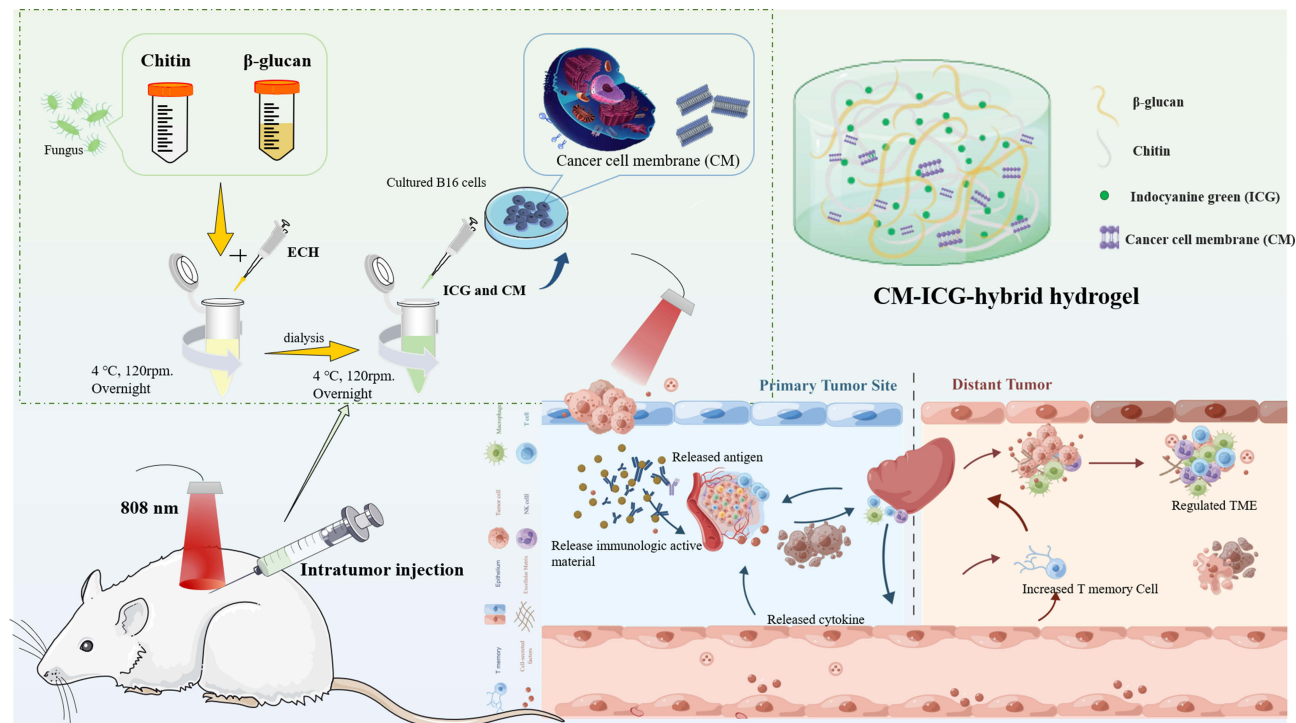 Chitin
β-glucan
Fungus
Cancer cell membrane (CM)
Cultured B16 cells
+
ECH
ICG and CM
dialysis
4 °C, 120rpm.
Overnight
4 °C, 120rpm.
Overnight
β-glucan
Chitin
Indocyanine green (ICG)
Cancer cell membrane (CM)
CM-ICG-hybrid hydrogel
808 nm
Intratumor injection
Macrophage
T cell
Tumor cell
NK cell
Epithelium
T memory
Cell-secreted
factors
Primary Tumor Site
Distant Tumor
Released antigen
Release immunologic active
material
Released cytokine
Regulated TME
Increased T memory Cell